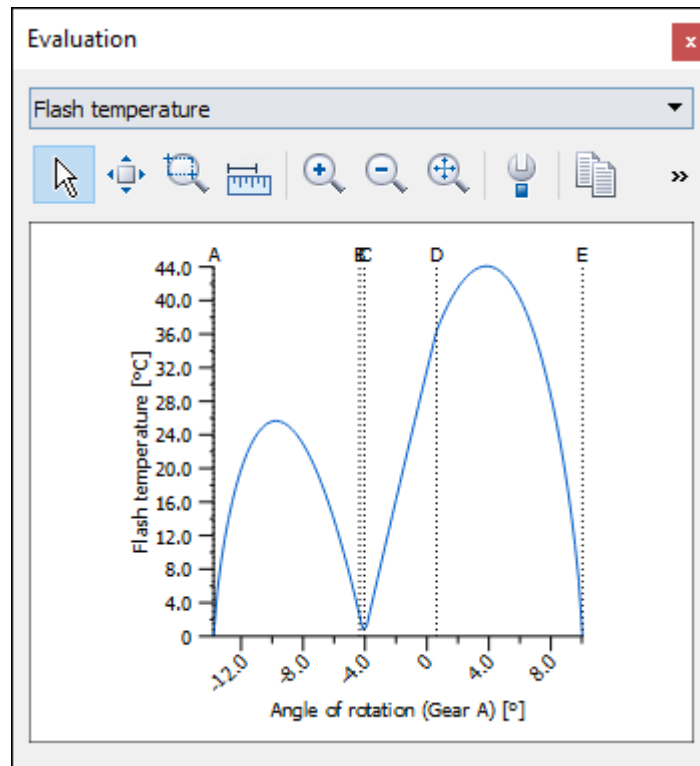 Evaluation
x
Flash temperature
»
A B C D E
44.0
40.0
36.0
32.0
28.0
24.0
20.0
16.0
12.0
8.0
4.0
0
Flash temperature [°C]
-12.0 -8.0 -4.0 0 4.0 8.0
Angle of rotation (Gear A) [°]